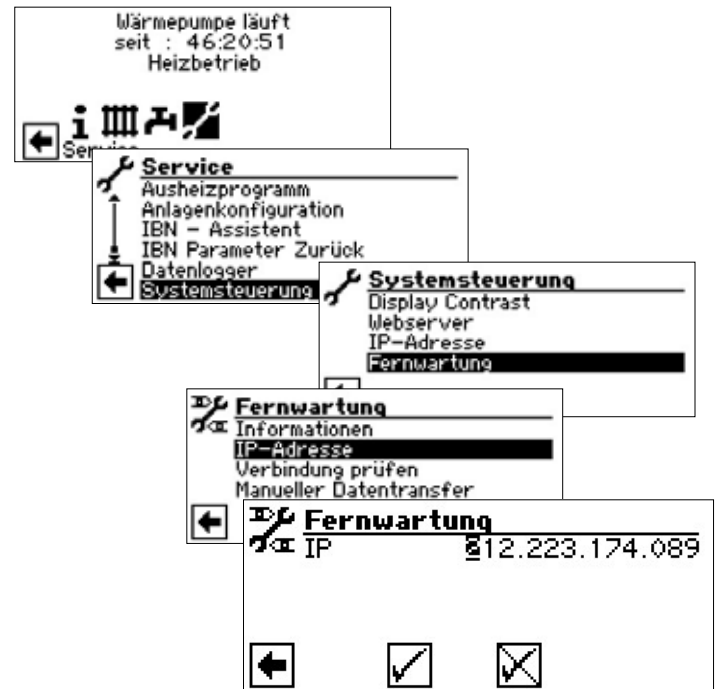 Wärmepumpe läuft
seit : 46:20:51
Heizbetrieb
Service
Service
Ausheizprogramm
Anlagenkonfiguration
IBN - Assistent
IBN Parameter Zurück
Datenlogger
Systemsteuerung
Systemsteuerung
Display Contrast
Webserver
IP-Adresse
Fernwartung
Fernwartung
Informationen
IP-Adresse
Verbindung prüfen
Manueller Datentransfer
Fernwartung
IP 212.223.174.089